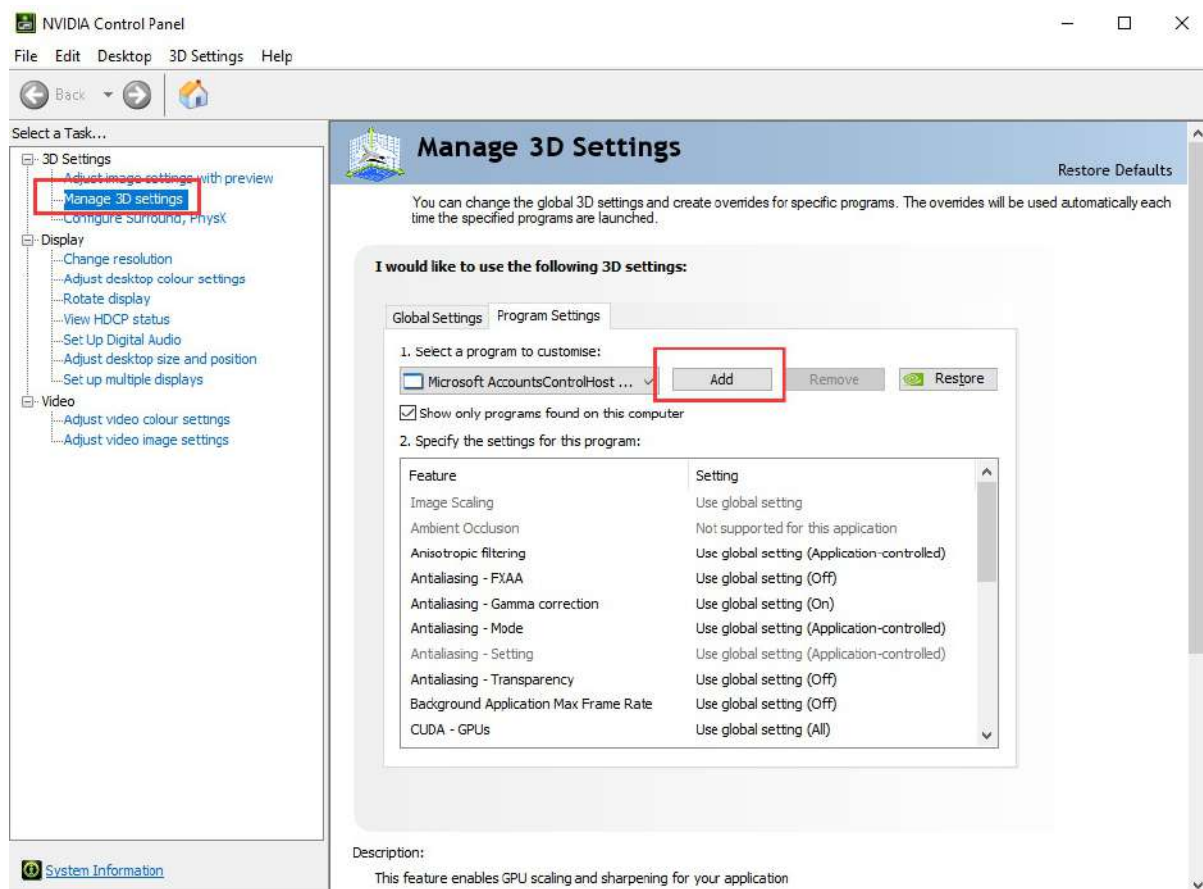 NVIDIA Control Panel
File Edit Desktop 3D Settings Help
Back
Select a Task...
3D Settings
Adjust image settings with preview
Manage 3D settings
Configure Surround, PhysX
Display
Change resolution
Adjust desktop colour settings
Rotate display
View HDCP status
Set Up Digital Audio
Adjust desktop size and position
Set up multiple displays
Video
Adjust video colour settings
Adjust video image settings
System Information
Manage 3D Settings
Restore Defaults
You can change the global 3D settings and create overrides for specific programs. The overrides will be used automatically each
time the specified programs are launched.
I would like to use the following 3D settings:
Global Settings Program Settings
1. Select a program to customise:
Microsoft AccountsControlHost ... Add Remove Restore
Show only programs found on this computer
2. Specify the settings for this program:
Feature Setting
Image Scaling Use global setting
Ambient Occlusion Not supported for this application
Anisotropic filtering Use global setting (Application-controlled)
Antialiasing - FXAA Use global setting (Off)
Antialiasing - Gamma correction Use global setting (On)
Antialiasing - Mode Use global setting (Application-controlled)
Antialiasing - Setting Use global setting (Application-controlled)
Antialiasing - Transparency Use global setting (Off)
Background Application Max Frame Rate Use global setting (Off)
CUDA - GPUs Use global setting (All)
Description:
This feature enables GPU scaling and sharpening for your application